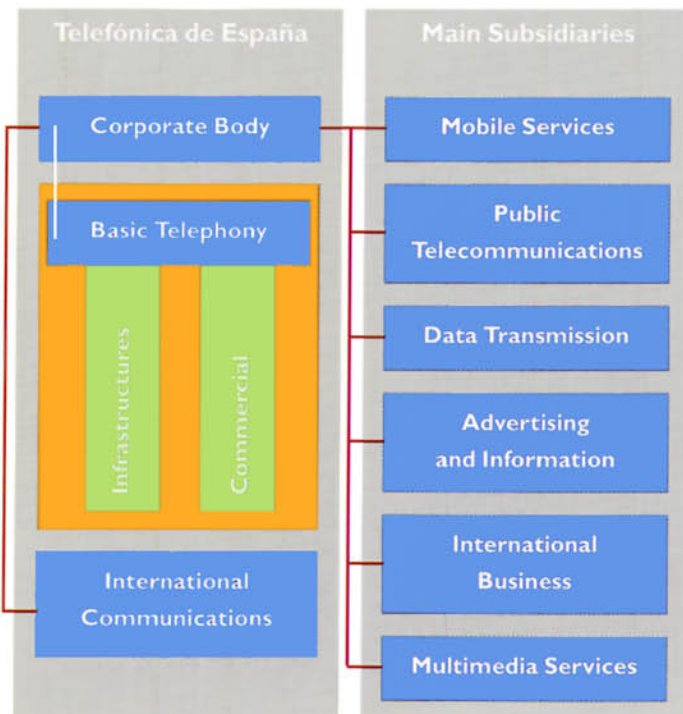 Telefónica de España
Corporate Body
Basic Telephony
Infrastructures
Commercial
International
Communications
Main Subsidiaries
Mobile Services
Public
Telecommunications
Data Transmission
Advertising
and Information
International
Business
Multimedia Services